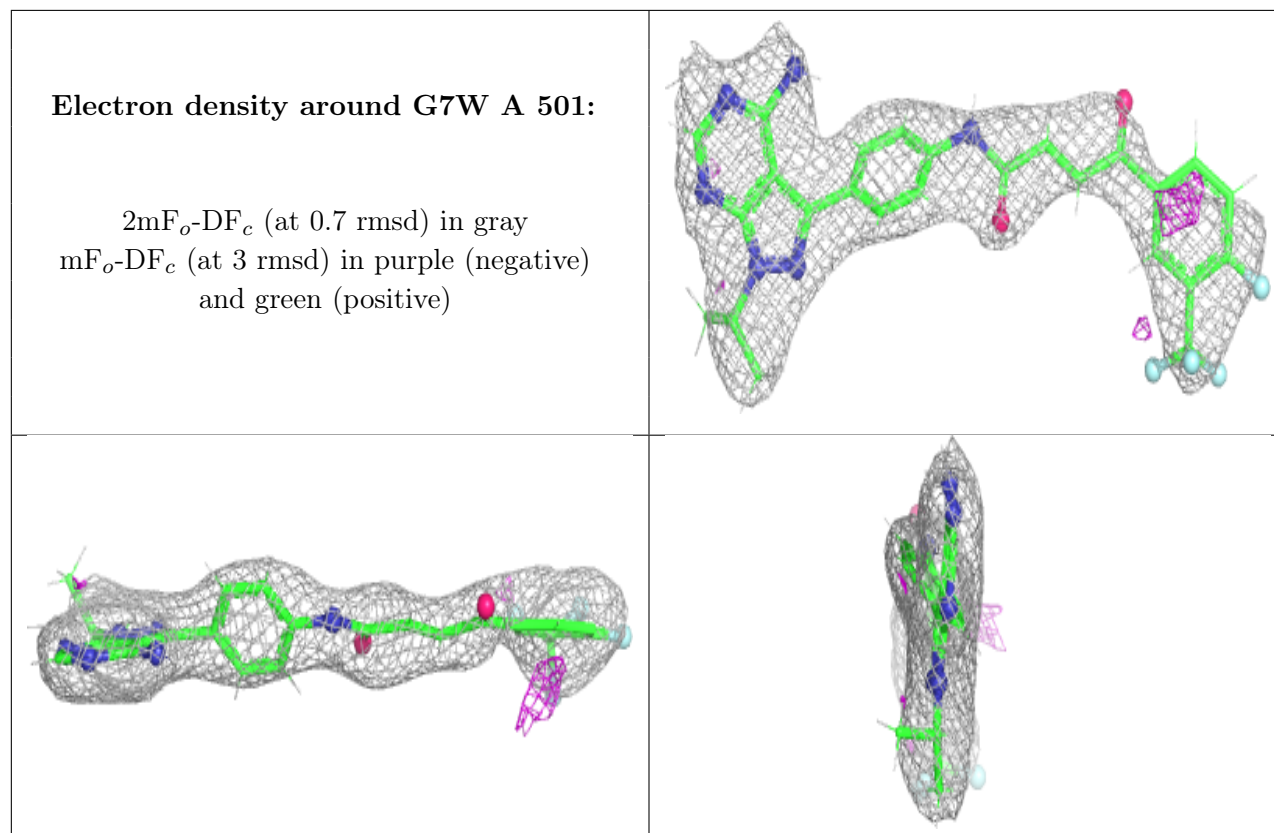 Electron density around G7W A 501:
2mFo-DFc (at 0.7 rmsd) in gray
mFo-DFc (at 3 rmsd) in purple (negative)
and green (positive)